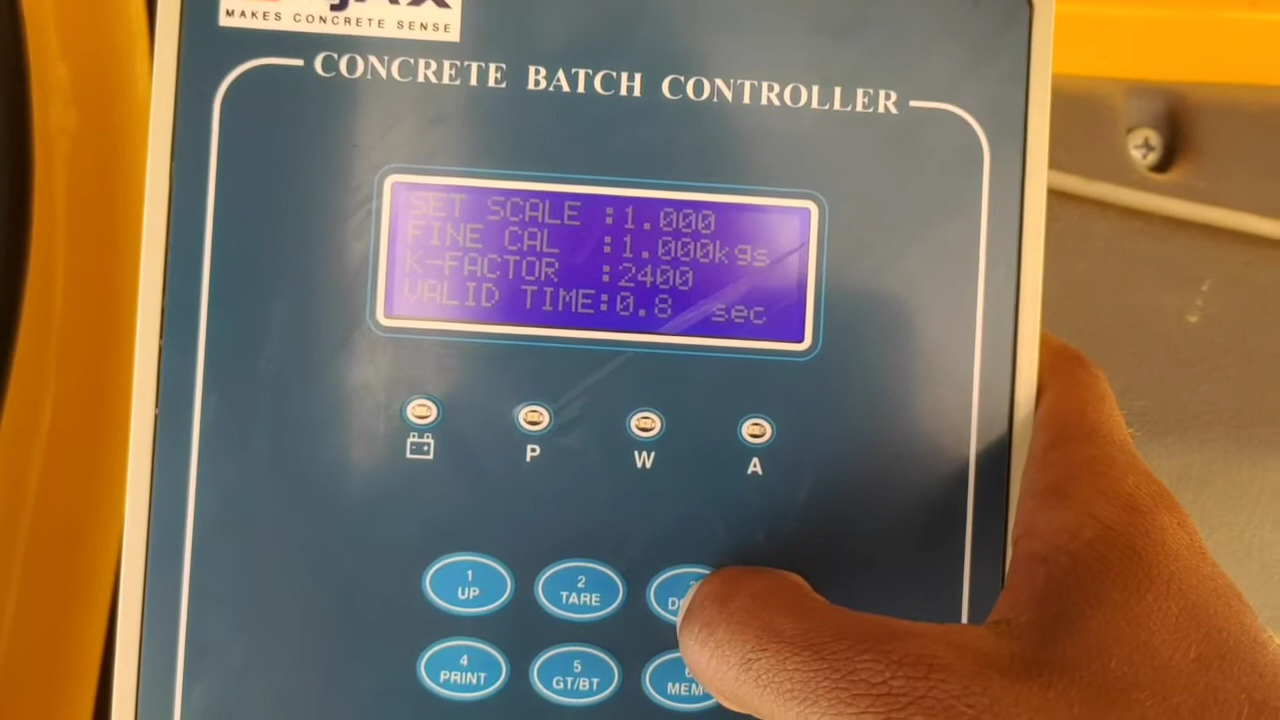 MAKES CONCRETE SENSE
CONCRETE BATCH CONTROLLER
SET SCALE :1.000
FINE CAL :1.000kgs
K-FACTOR :2400
VALID TIME:0.8 sec
P
W
A
1
UP
2
TARE
4
PRINT
5
GT/BT
MEM